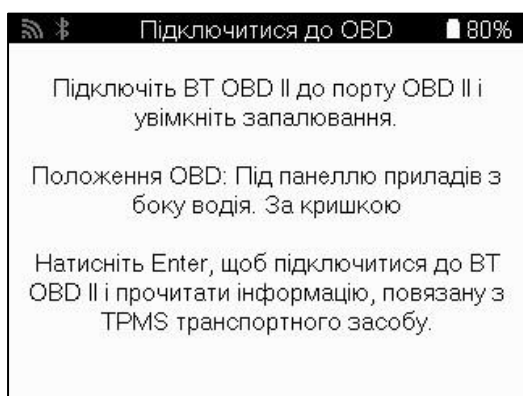 Підключитися до OBD 80%
Підключіть BT OBD II до порту OBD II і
увімкніть запалювання.
Положення OBD: Під панеллю приладів з
боку водія. За кришкою
Натисніть Enter, щоб підключитися до BT
OBD II і прочитати інформацію, повязану з
TPMS транспортного засобу.